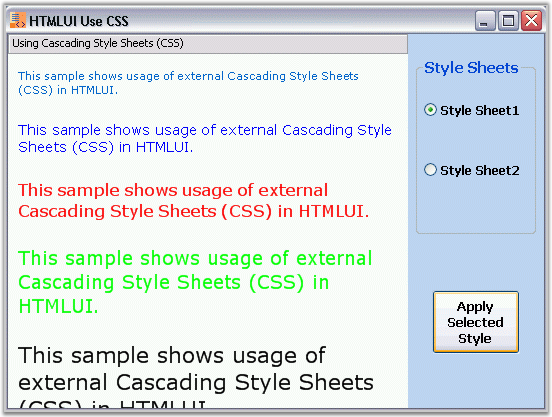 HTMLUI Use CSS
Using Cascading Style Sheets (CSS)
This sample shows usage of external Cascading Style Sheets
(CSS) in HTMLUI.
This sample shows usage of external Cascading Style
Sheets (CSS) in HTMLUI.
This sample shows usage of external
Cascading Style Sheets (CSS) in HTMLUI.
This sample shows usage of external
Cascading Style Sheets (CSS) in
HTMLUI.
This sample shows usage of
external Cascading Style Sheets
(CSS) in HTMLUI.
Style Sheets
Style Sheet1
Style Sheet2
Apply
Selected
Style